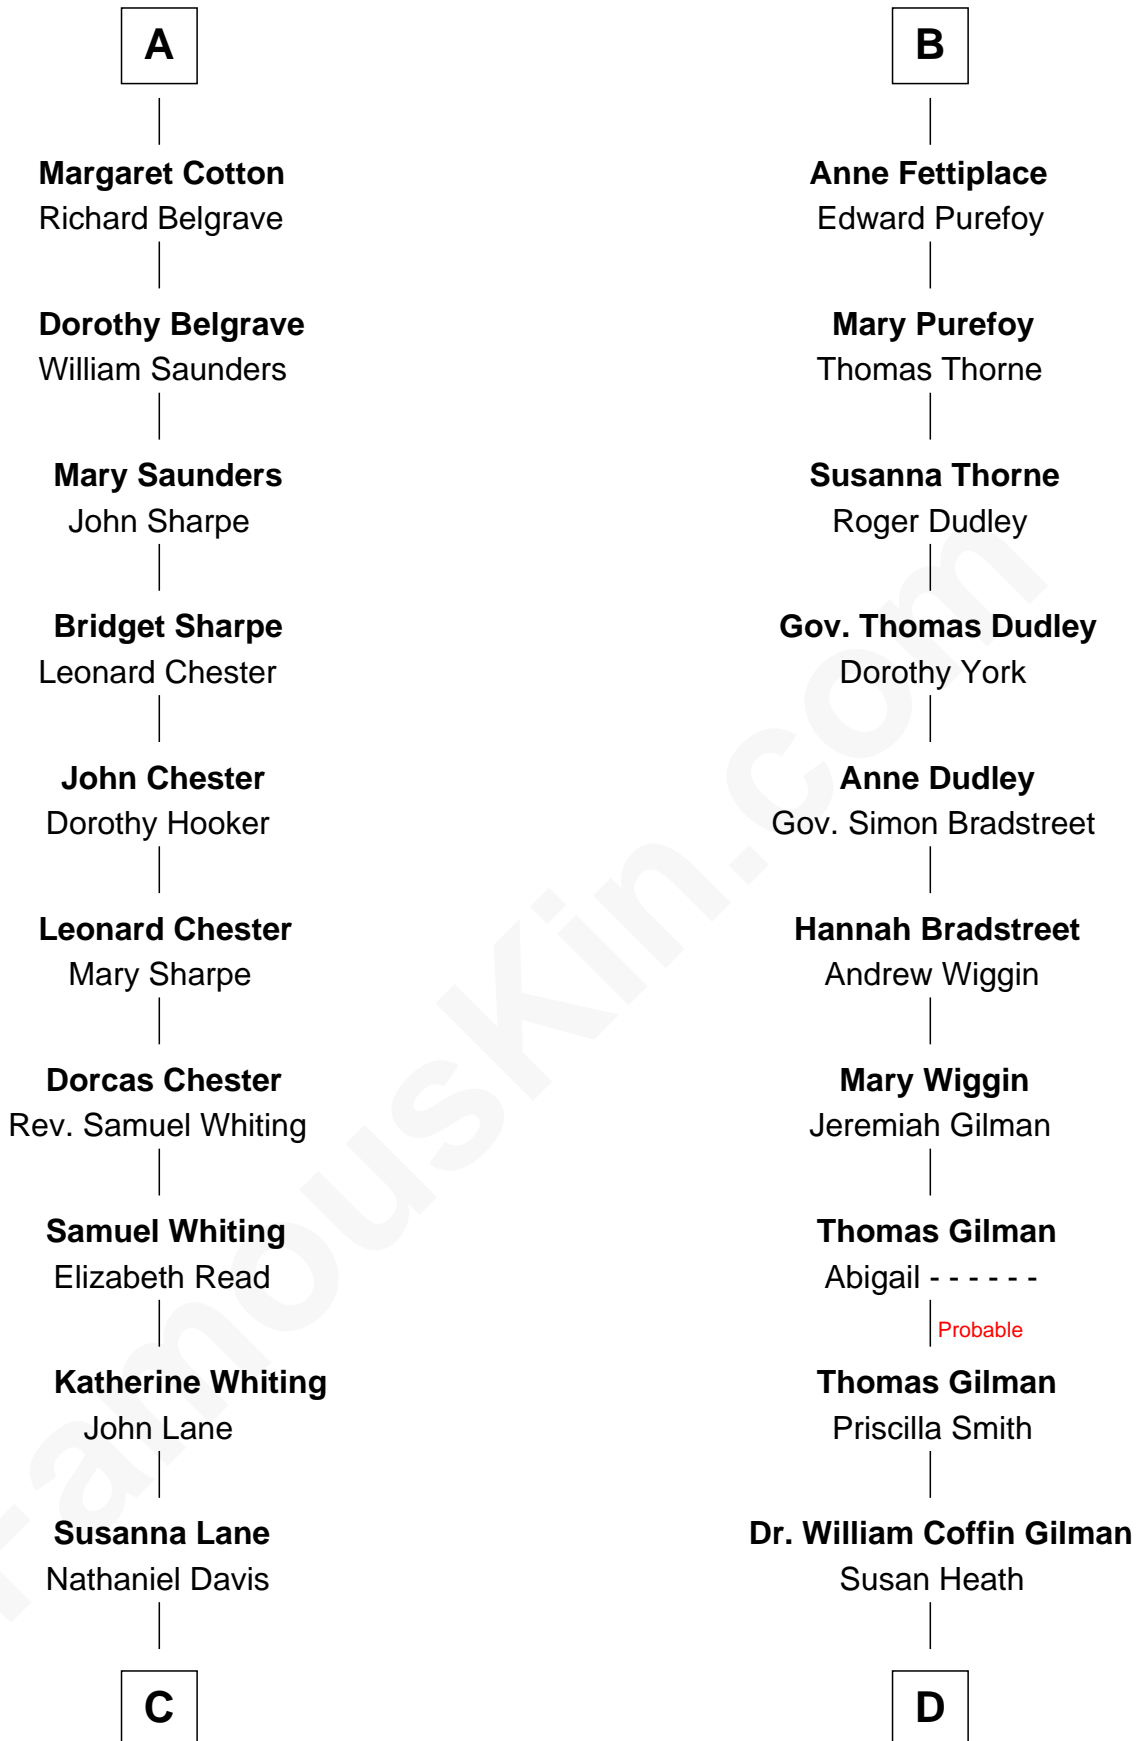 A
Margaret Cotton
Richard Belgrave
Dorothy Belgrave
William Saunders
Mary Saunders
John Sharpe
Bridget Sharpe
Leonard Chester
John Chester
Dorothy Hooker
Leonard Chester
Mary Sharpe
Dorcas Chester
Rev. Samuel Whiting
Samuel Whiting
Elizabeth Read
Katherine Whiting
John Lane
Susanna Lane
Nathaniel Davis
C
B
Anne Fettiplace
Edward Purefoy
Mary Purefoy
Thomas Thorne
Susanna Thorne
Roger Dudley
Gov. Thomas Dudley
Dorothy York
Anne Dudley
Gov. Simon Bradstreet
Hannah Bradstreet
Andrew Wiggin
Mary Wiggin
Jeremiah Gilman
Thomas Gilman
Abigail - - - - - -
Probable
Thomas Gilman
Priscilla Smith
Dr. William Coffin Gilman
Susan Heath
D
FamousKin.com